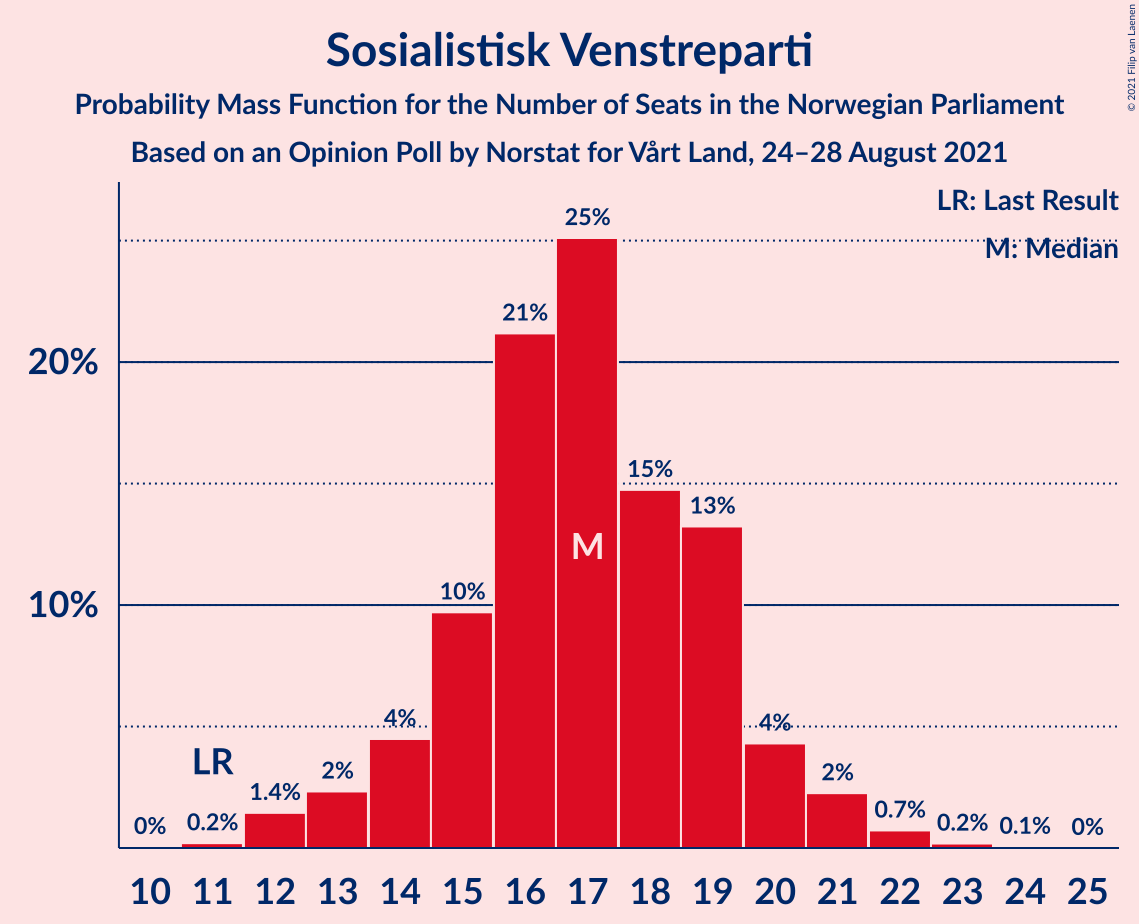 Sosialistisk Venstreparti
Probability Mass Function for the Number of Seats in the Norwegian Parliament
Based on an Opinion Poll by Norstat for Vårt Land, 24–28 August 2021
© 2021 Filip van Laenen
LR: Last Result
M: Median
25%
21%
20%
15%
13%
M
10%
10%
4%
4%
LR
2%
2%
1.4%
0.7%
0%
0.2%
0.2%
0.1%
0%
10 11 12 13 14 15 16 17 18 19 20 21 22 23 24 25